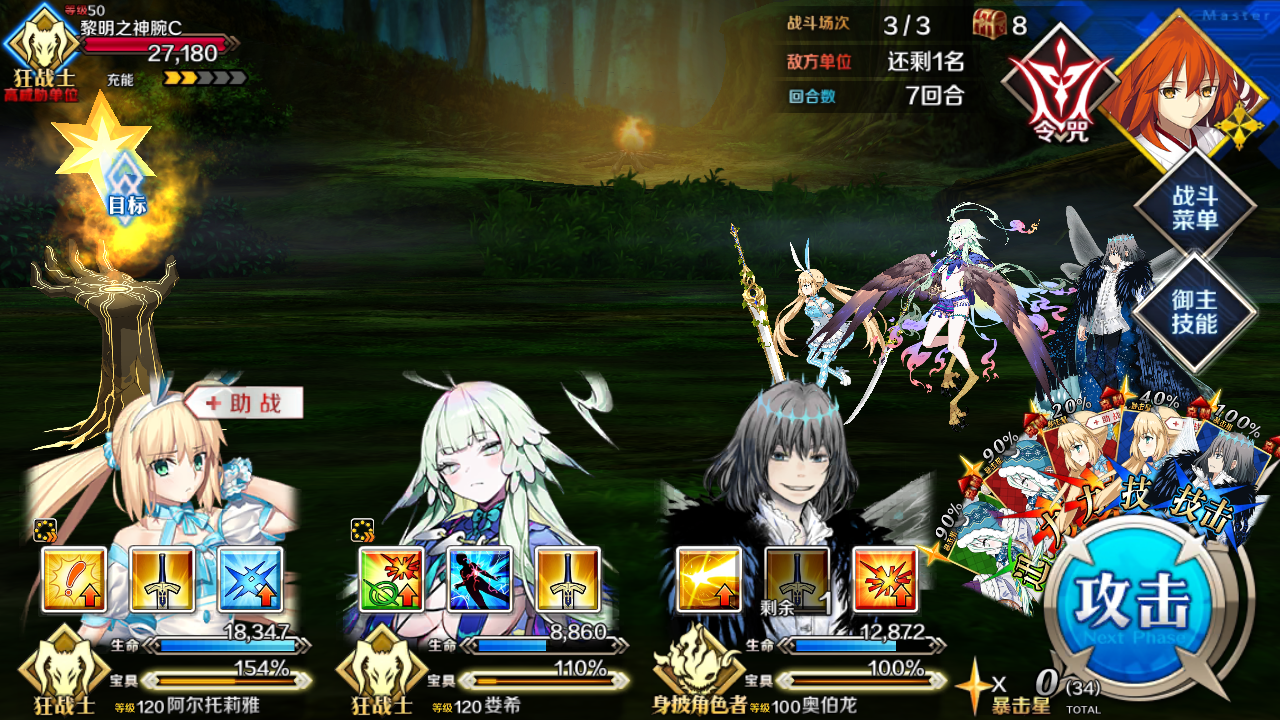 等级50
黎明之神腕C
27,180
狂战士
充能
高威胁单位
目标
战斗场次 3/3
8
敌方单位 还剩1名
回合数 7回合
令咒
Master
战斗
菜单
御主
技能
+助战
剩余 1
生命 18,347
宝具 154%
狂战士
等级120阿尔托莉雅
生命 8,860
宝具 110%
狂战士
等级120娄希
生命 12,872
宝具 100%
身披角色者
等级100奥伯龙
90%
90%
20%
40%
100%
迅
力
力
技
技击
攻击
Next Phase
X 0 (34)
暴击星 TOTAL